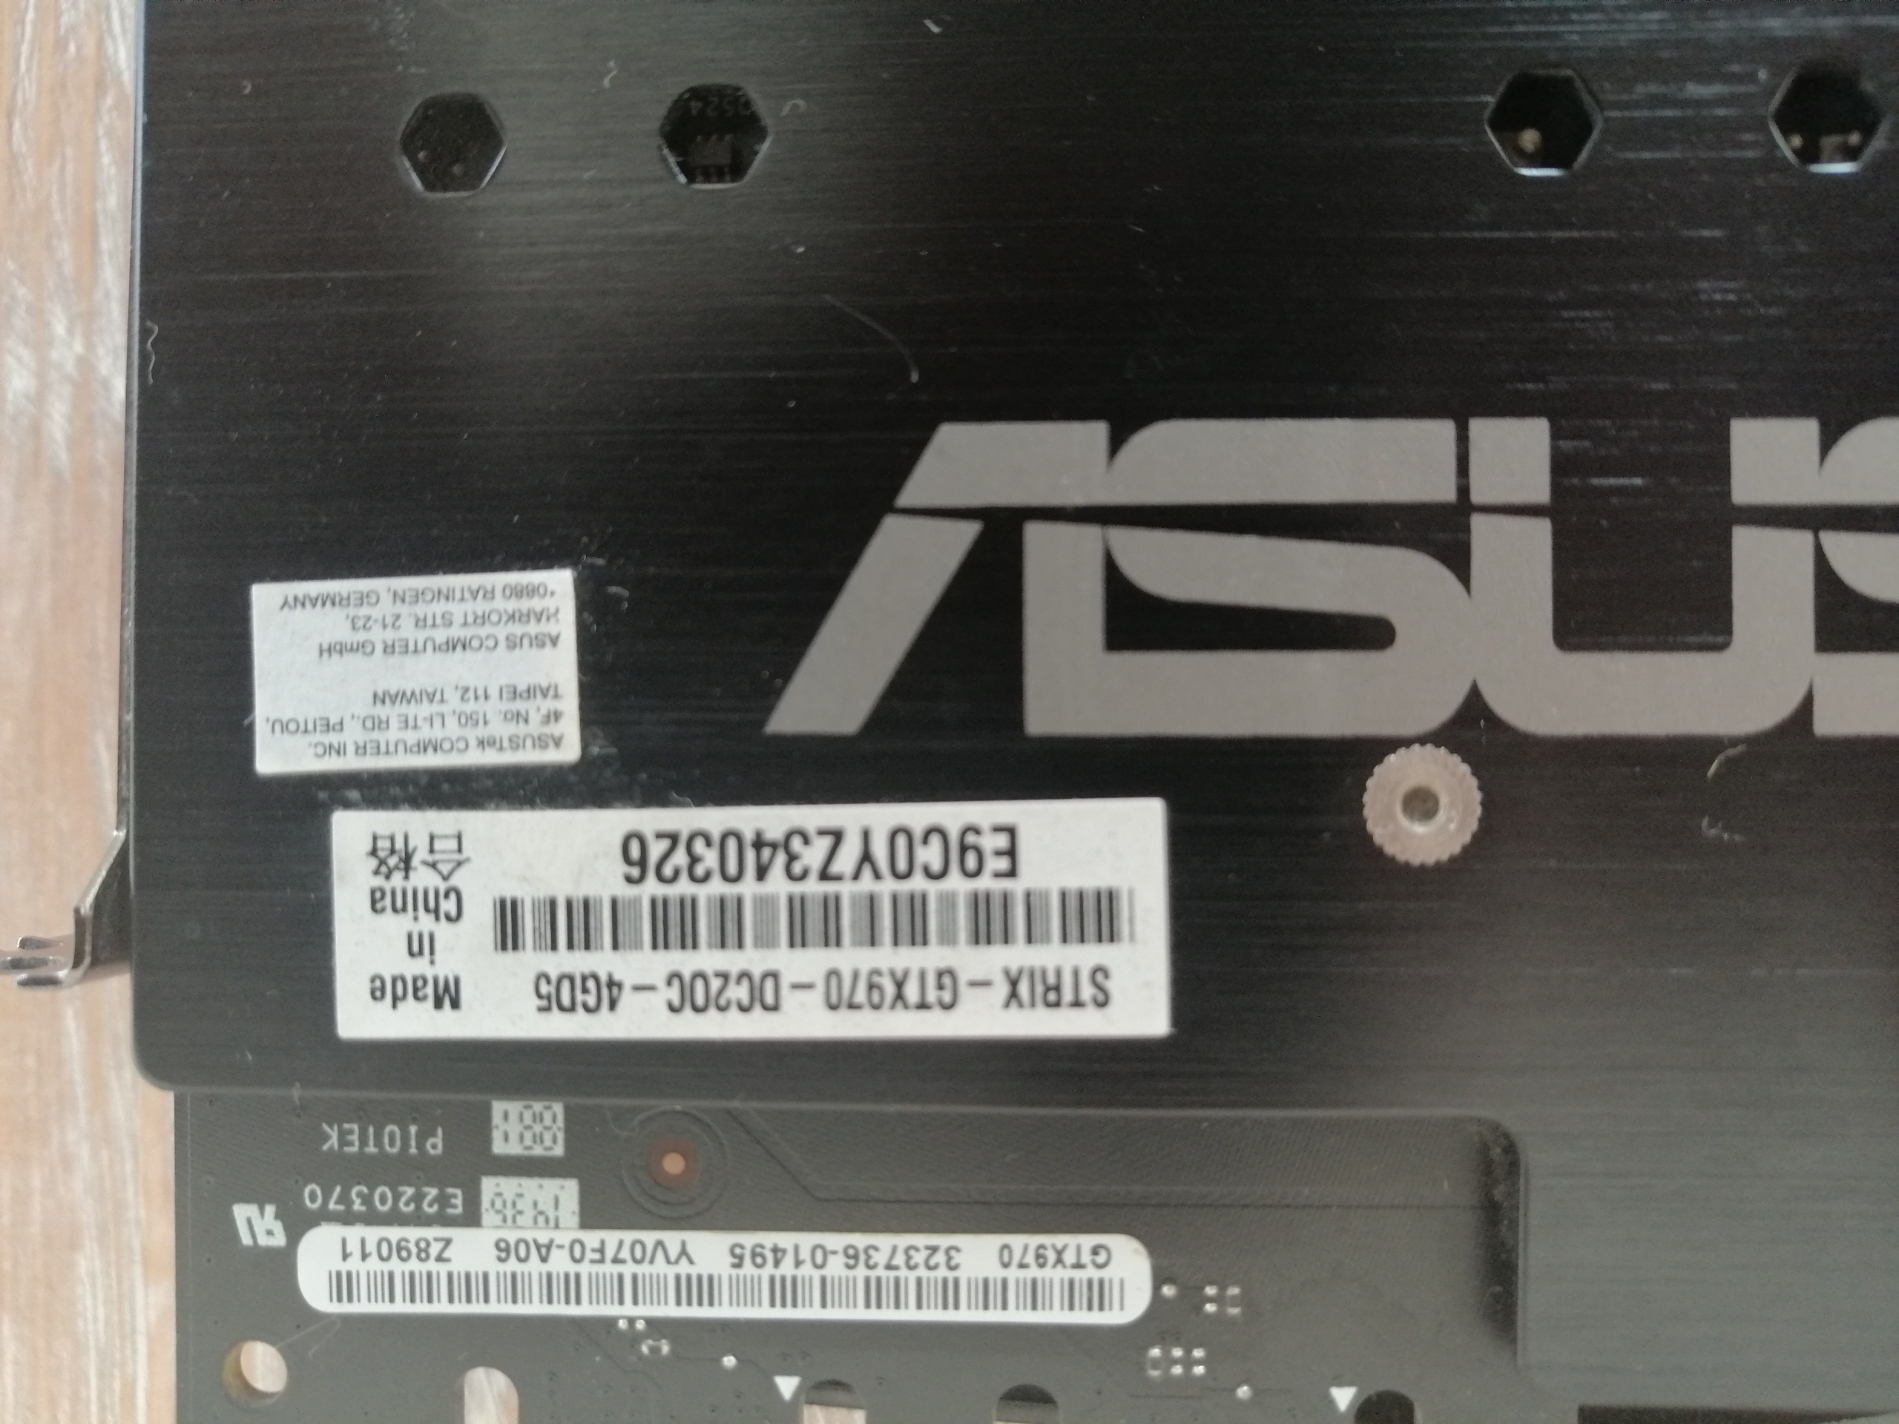 ASUS
ASUSTek COMPUTER INC.
4F, No. 150, LI-TE RD., PEITOU,
TAIPEI 112, TAIWAN
ASUS COMPUTER GmbH
HARKORT STR. 21-23,
RATINGEN, GERMANY
STRIX-GTX970-DC2OC-4GD5
E9C0YZ340326
Made
in
China
合格
GTX970 323736-01495 YV07F0-A06 Z89011
1436 E220370
PIOTEK